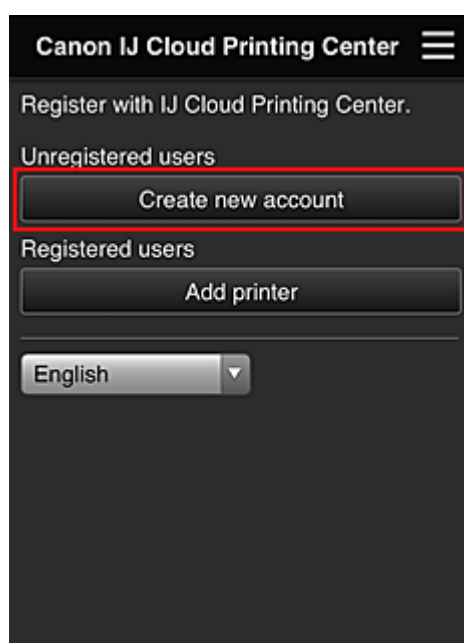 Canon IJ Cloud Printing Center
Register with IJ Cloud Printing Center.
Unregistered users
Create new account
Registered users
Add printer
English